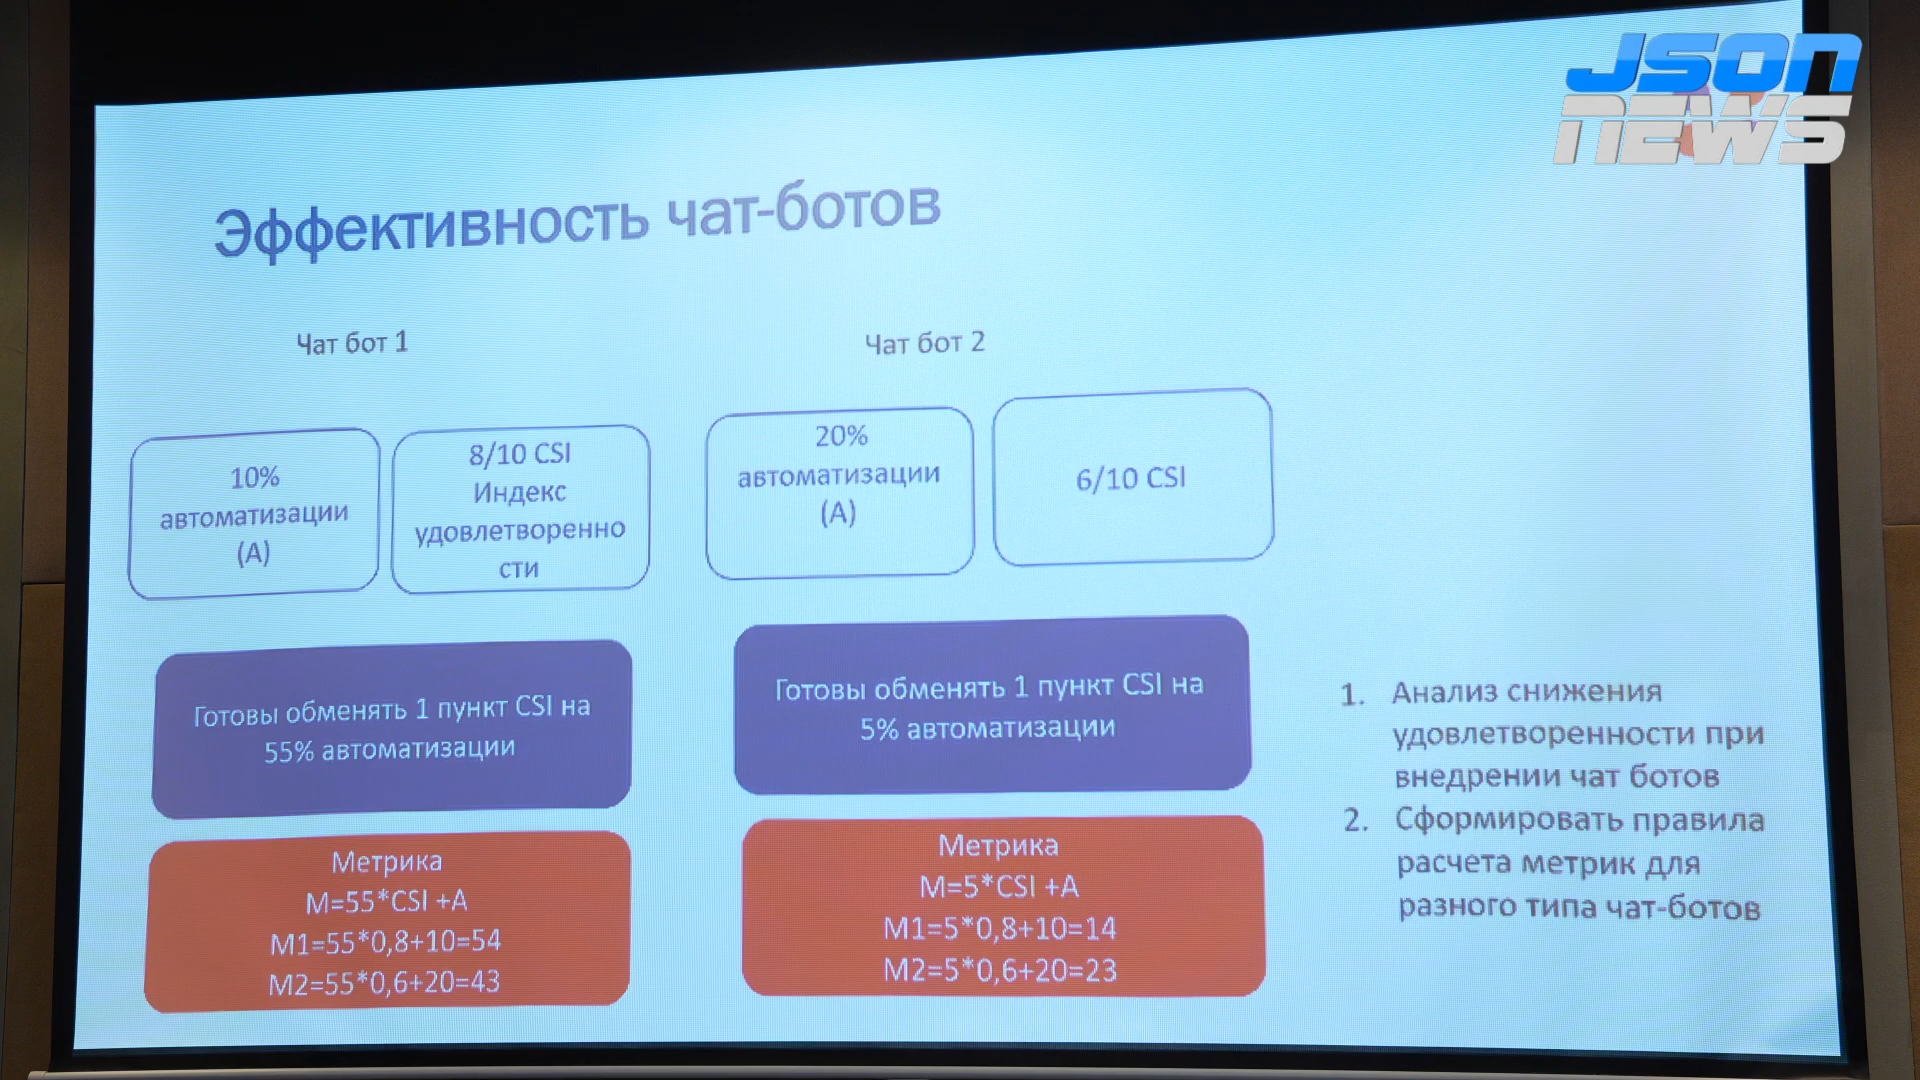 JSON
NEWS
Эффективность чат-ботов
Чат бот 1
Чат бот 2
10%
автоматизации
(А)
8/10 CSI
Индекс
удовлетворенно
сти
20%
автоматизации
(А)
6/10 CSI
Готовы обменять 1 пункт CSI на
55% автоматизации
Готовы обменять 1 пункт CSI на
5% автоматизации
Метрика
М=55*CSI +А
М1=55*0,8+10=54
М2=55*0,6+20=43
Метрика
М=5*CSI +А
М1=5*0,8+10=14
М2=5*0,6+20=23
1. Анализ снижения
удовлетворенности при
внедрении чат ботов
2. Сформировать правила
расчета метрик для
разного типа чат-ботов